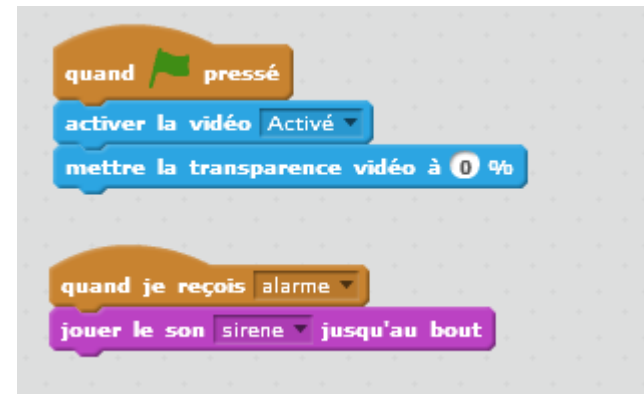 quand pressé
activer la vidéo Activé
mettre la transparence vidéo à 0 %
quand je reçois alarme
jouer le son sirene jusqu'au bout